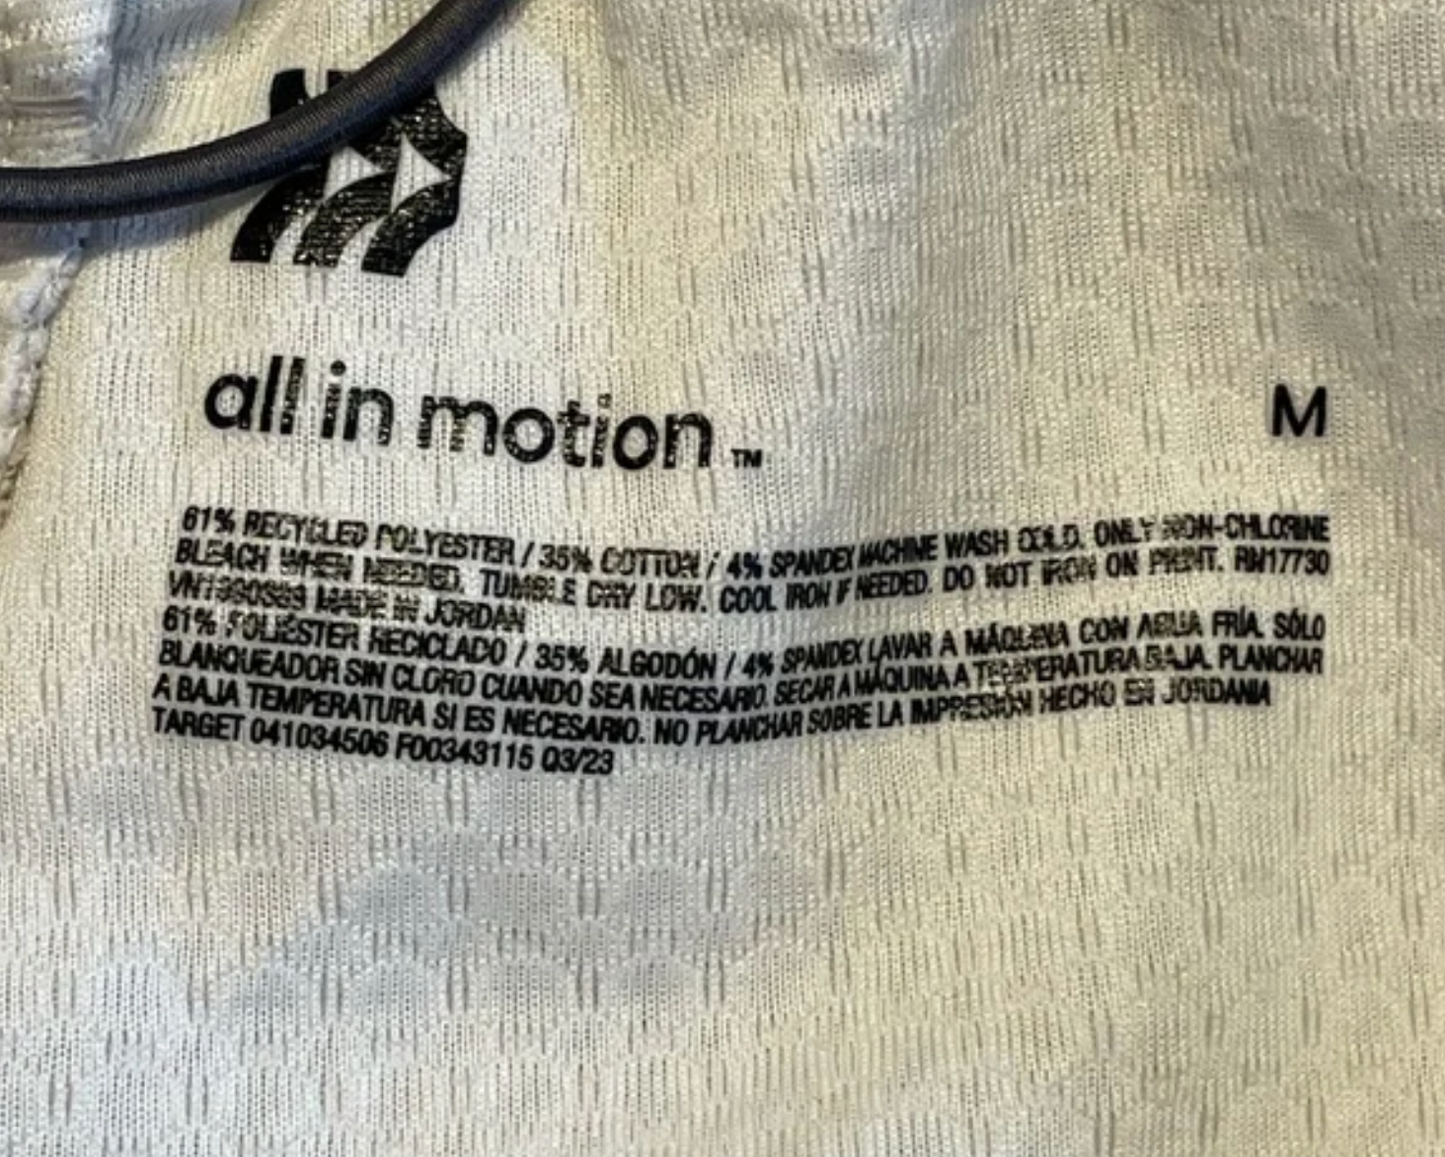 all in motion™
M
61% RECYCLED POLYESTER / 35% COTTON / 4% SPANDEX MACHINE WASH COLD. ONLY NON-CHLORINE
BLEACH WHEN NEEDED. TUMBLE DRY LOW. COOL IRON IF NEEDED. DO NOT IRON ON PRINT. RN17730
MADE IN JORDAN
61% POLIÉSTER RECICLADO / 35% ALGODÓN / 4% SPANDEX LAVAR A MÁQUINA CON AGUA FRÍA. SÓLO
BLANQUEADOR SIN CLORO CUANDO SEA NECESARIO. SECAR A MÁQUINA A TEMPERATURA BAJA. PLANCHAR
A BAJA TEMPERATURA SI ES NECESARIO. NO PLANCHAR SOBRE LA IMPRESIÓN HECHO EN JORDANIA
TARGET 041034506 F00343115 Q3/23